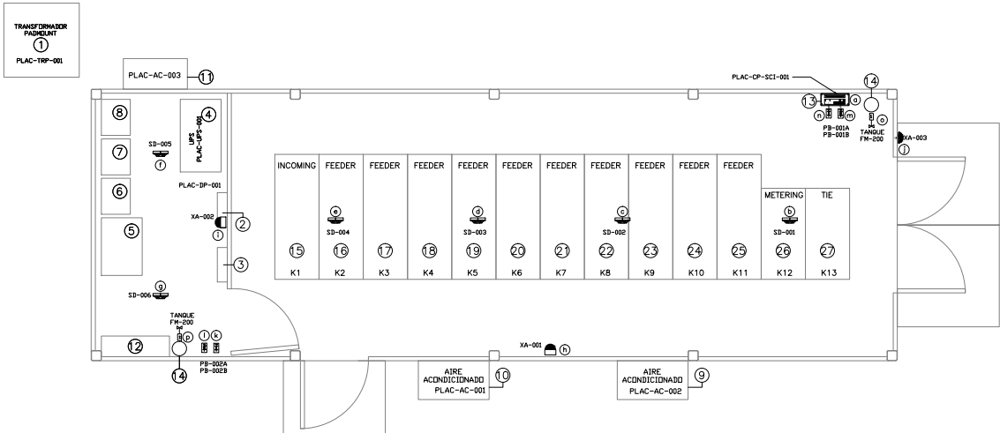 TRANSFORMADOR
PADMOUNT
1
PLAC-TRP-001
PLAC-AC-003
11
PLAC-CP-SCI-001
13
a
n
m
PB-001A
PB-001B
14
o
TANQUE
FM-200
XA-003
j
8
7
6
5
4
UPS
PLAC-UPS-001
SD-005
f
PLAC-DP-001
XA-002
i
2
3
g
SD-006
TANQUE
FM-200
p
l
k
12
14
PB-002A
PB-002B
INCOMING
FEEDER
FEEDER
FEEDER
FEEDER
FEEDER
FEEDER
FEEDER
FEEDER
FEEDER
FEEDER
METERING
TIE
e
SD-004
d
SD-003
c
SD-002
b
SD-001
15
16
17
18
19
20
21
22
23
24
25
26
27
K1
K2
K3
K4
K5
K6
K7
K8
K9
K10
K11
K12
K13
XA-001
h
AIRE
ACONDICIONADO
PLAC-AC-001
10
AIRE
ACONDICIONADO
PLAC-AC-002
9